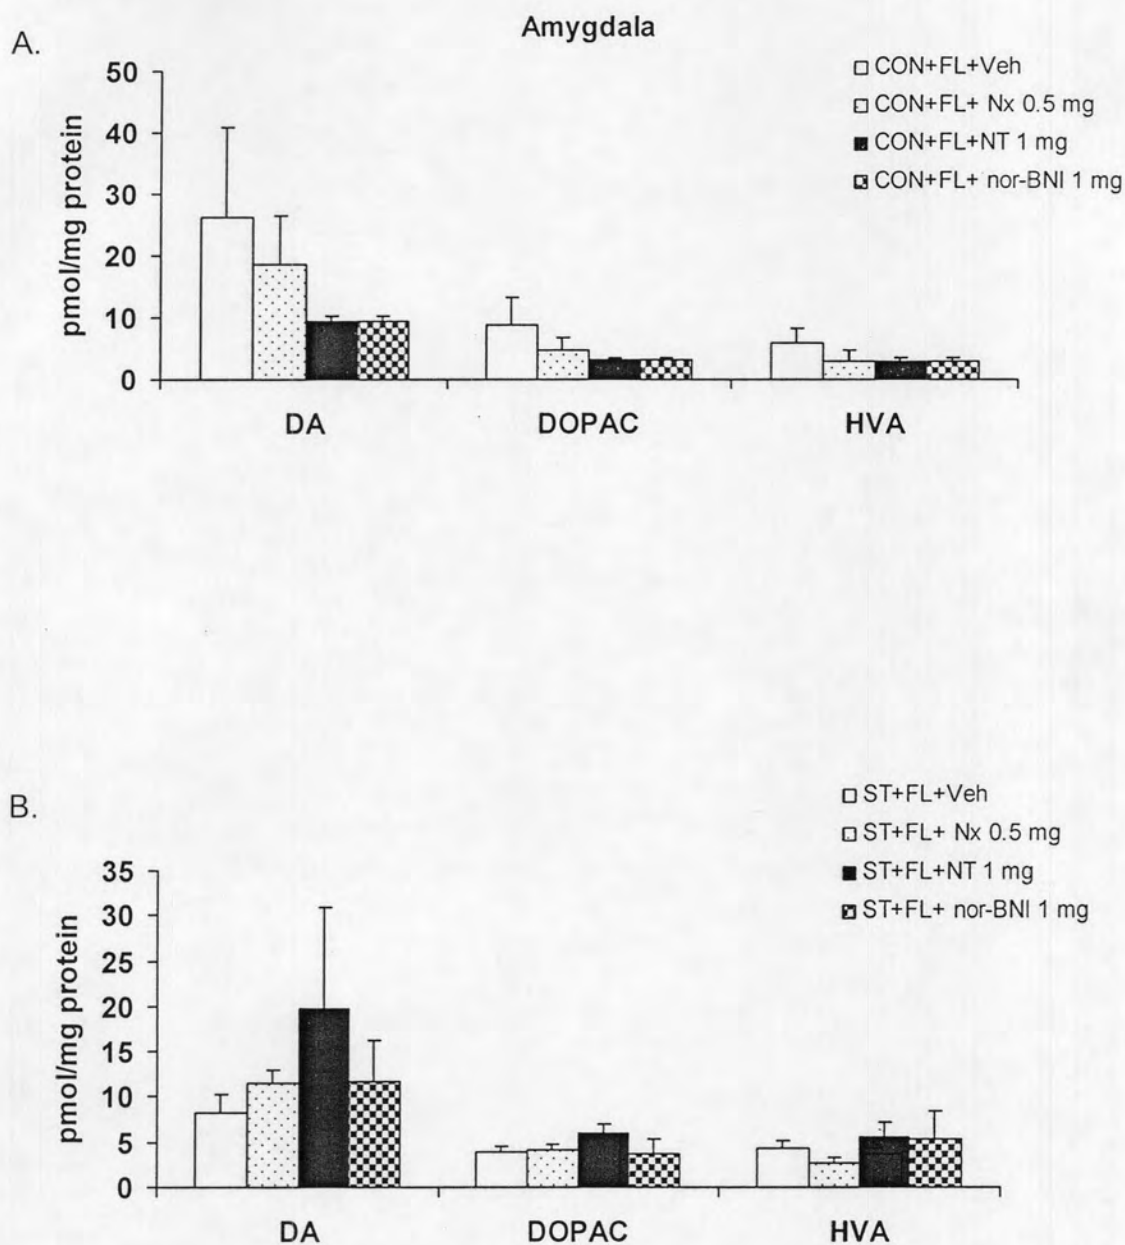 Amygdala
A.
CON+FL+Veh
CON+FL+ Nx 0.5 mg
CON+FL+NT 1 mg
CON+FL+ nor-BNI 1 mg
50
40
30
20
10
0
pmol/mg protein
DA DOPAC HVA
B.
ST+FL+Veh
ST+FL+ Nx 0.5 mg
ST+FL+NT 1 mg
ST+FL+ nor-BNI 1 mg
35
30
25
20
15
10
5
0
pmol/mg protein
DA DOPAC HVA